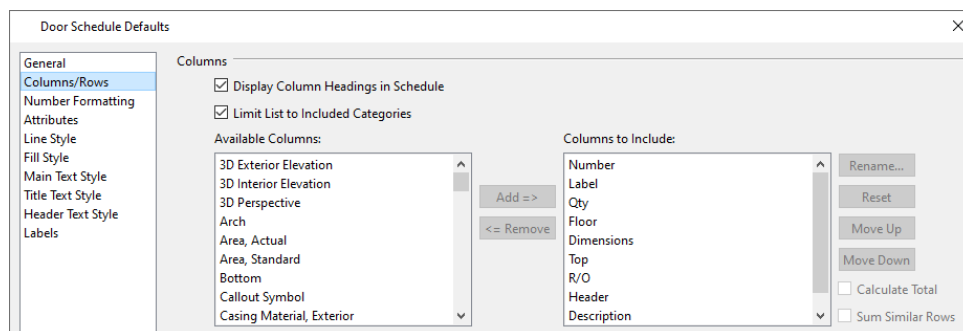 Door Schedule Defaults
General
Columns/Rows
Number Formatting
Attributes
Line Style
Fill Style
Main Text Style
Title Text Style
Header Text Style
Labels
Columns
Display Column Headings in Schedule
Limit List to Included Categories
Available Columns:
3D Exterior Elevation
3D Interior Elevation
3D Perspective
Arch
Area, Actual
Area, Standard
Bottom
Callout Symbol
Casing Material, Exterior
Add =>
<= Remove
Columns to Include:
Number
Label
Qty
Floor
Dimensions
Top
R/O
Header
Description
Rename...
Reset
Move Up
Move Down
Calculate Total
Sum Similar Rows